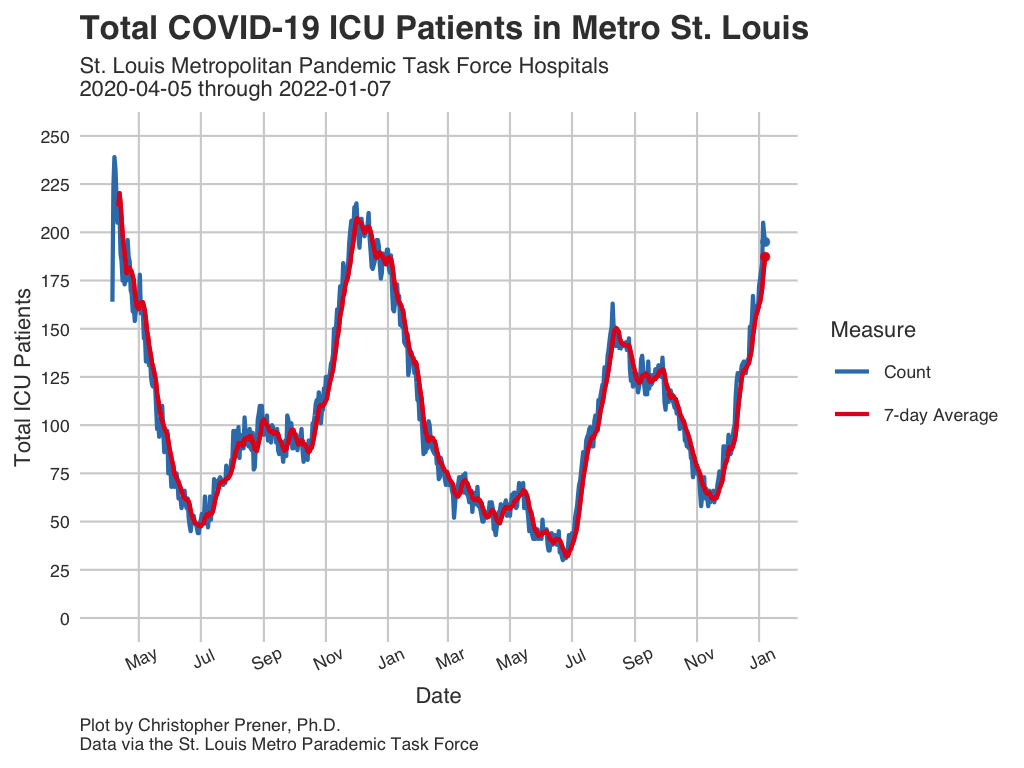 Total COVID-19 ICU Patients in Metro St. Louis
St. Louis Metropolitan Pandemic Task Force Hospitals
2020-04-05 through 2022-01-07
250
225
200
175
150
125
100
75
50
25
0
Total ICU Patients
May
Jul
Sep
Nov
Jan
Mar
May
Jul
Sep
Nov
Jan
Date
Measure
Count
7-day Average
Plot by Christopher Prener, Ph.D.
Data via the St. Louis Metro Parademic Task Force